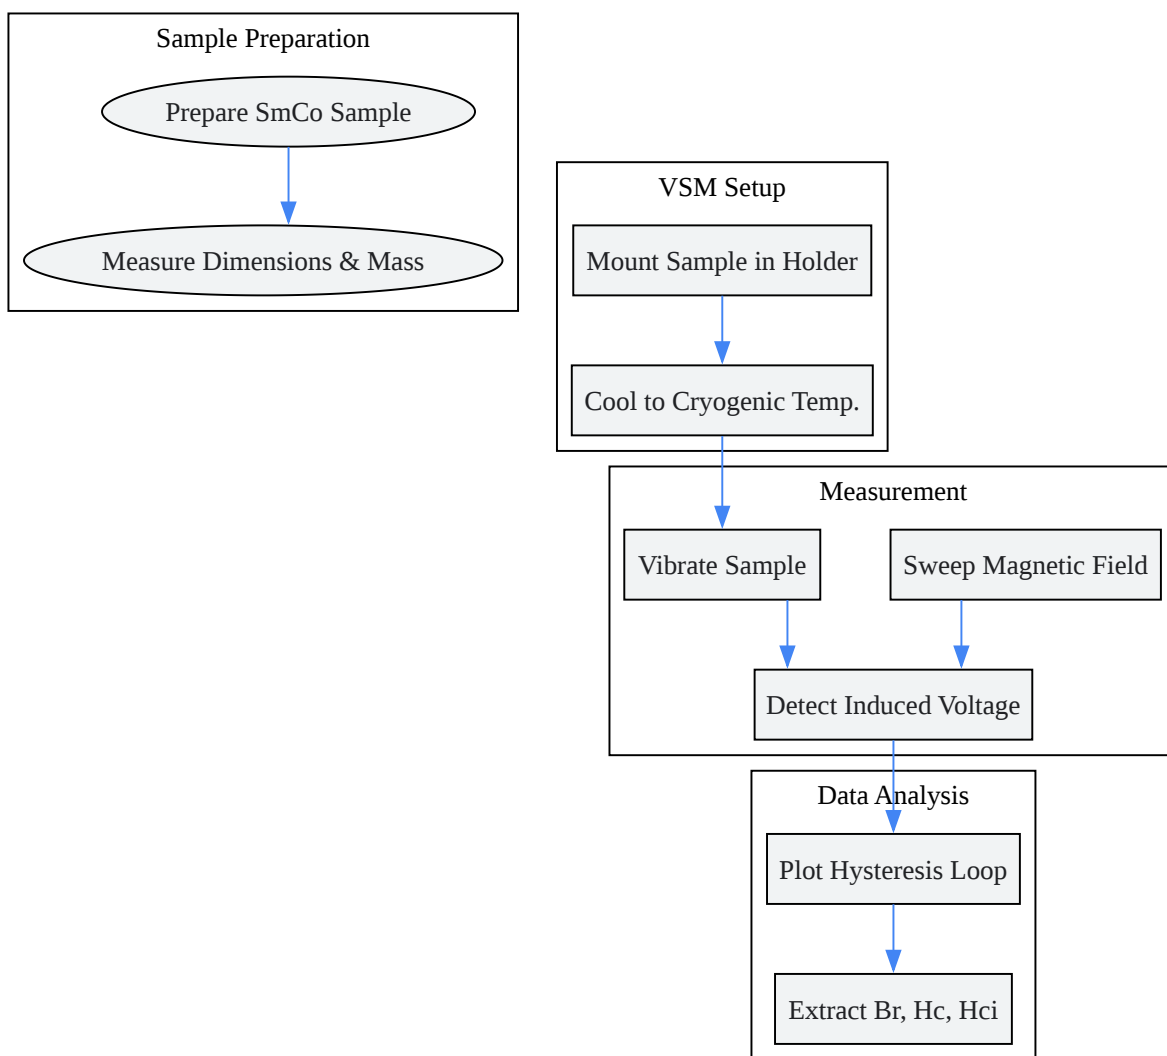 Sample Preparation
Prepare SmCo Sample
Measure Dimensions & Mass
VSM Setup
Mount Sample in Holder
Cool to Cryogenic Temp.
Measurement
Vibrate Sample
Sweep Magnetic Field
Detect Induced Voltage
Data Analysis
Plot Hysteresis Loop
Extract Br, Hc, Hci